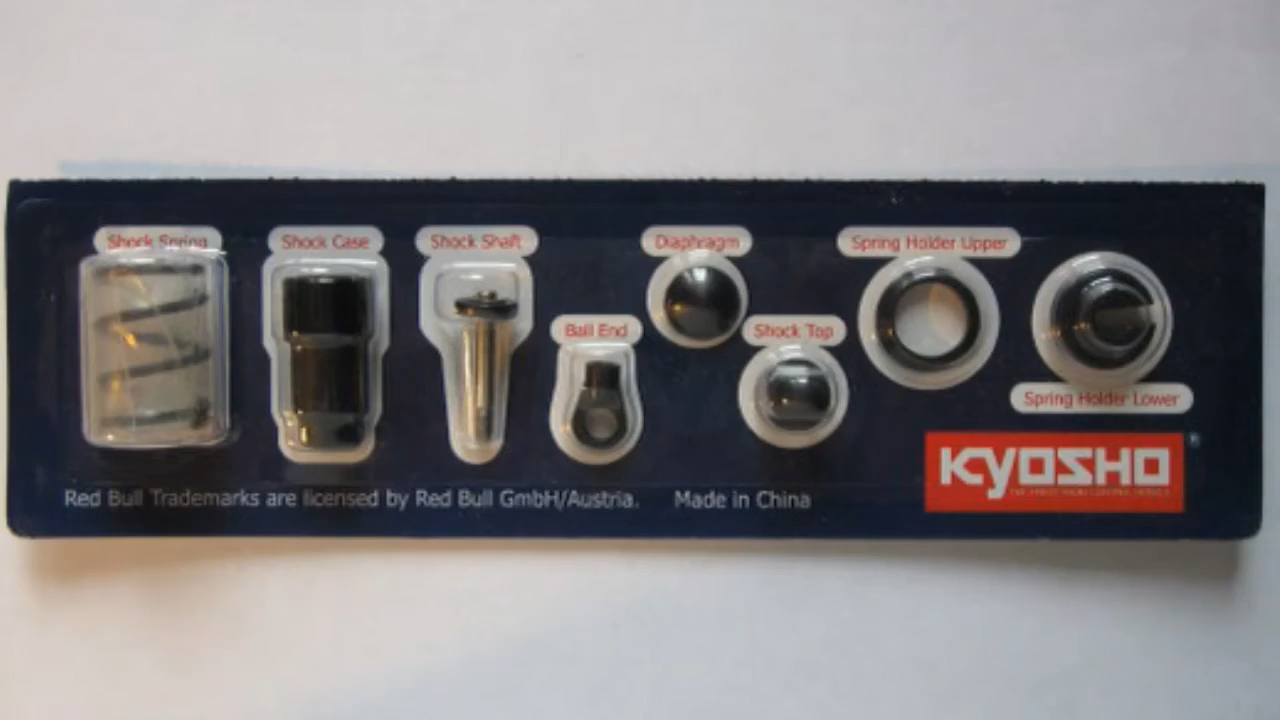 Shock Spring
Shock Case
Shock Shaft
Diaphragm
Spring Holder Upper
Ball End
Shock Top
Spring Holder Lower
KYOSHO®
Red Bull Trademarks are licensed by Red Bull GmbH/Austria. Made in China